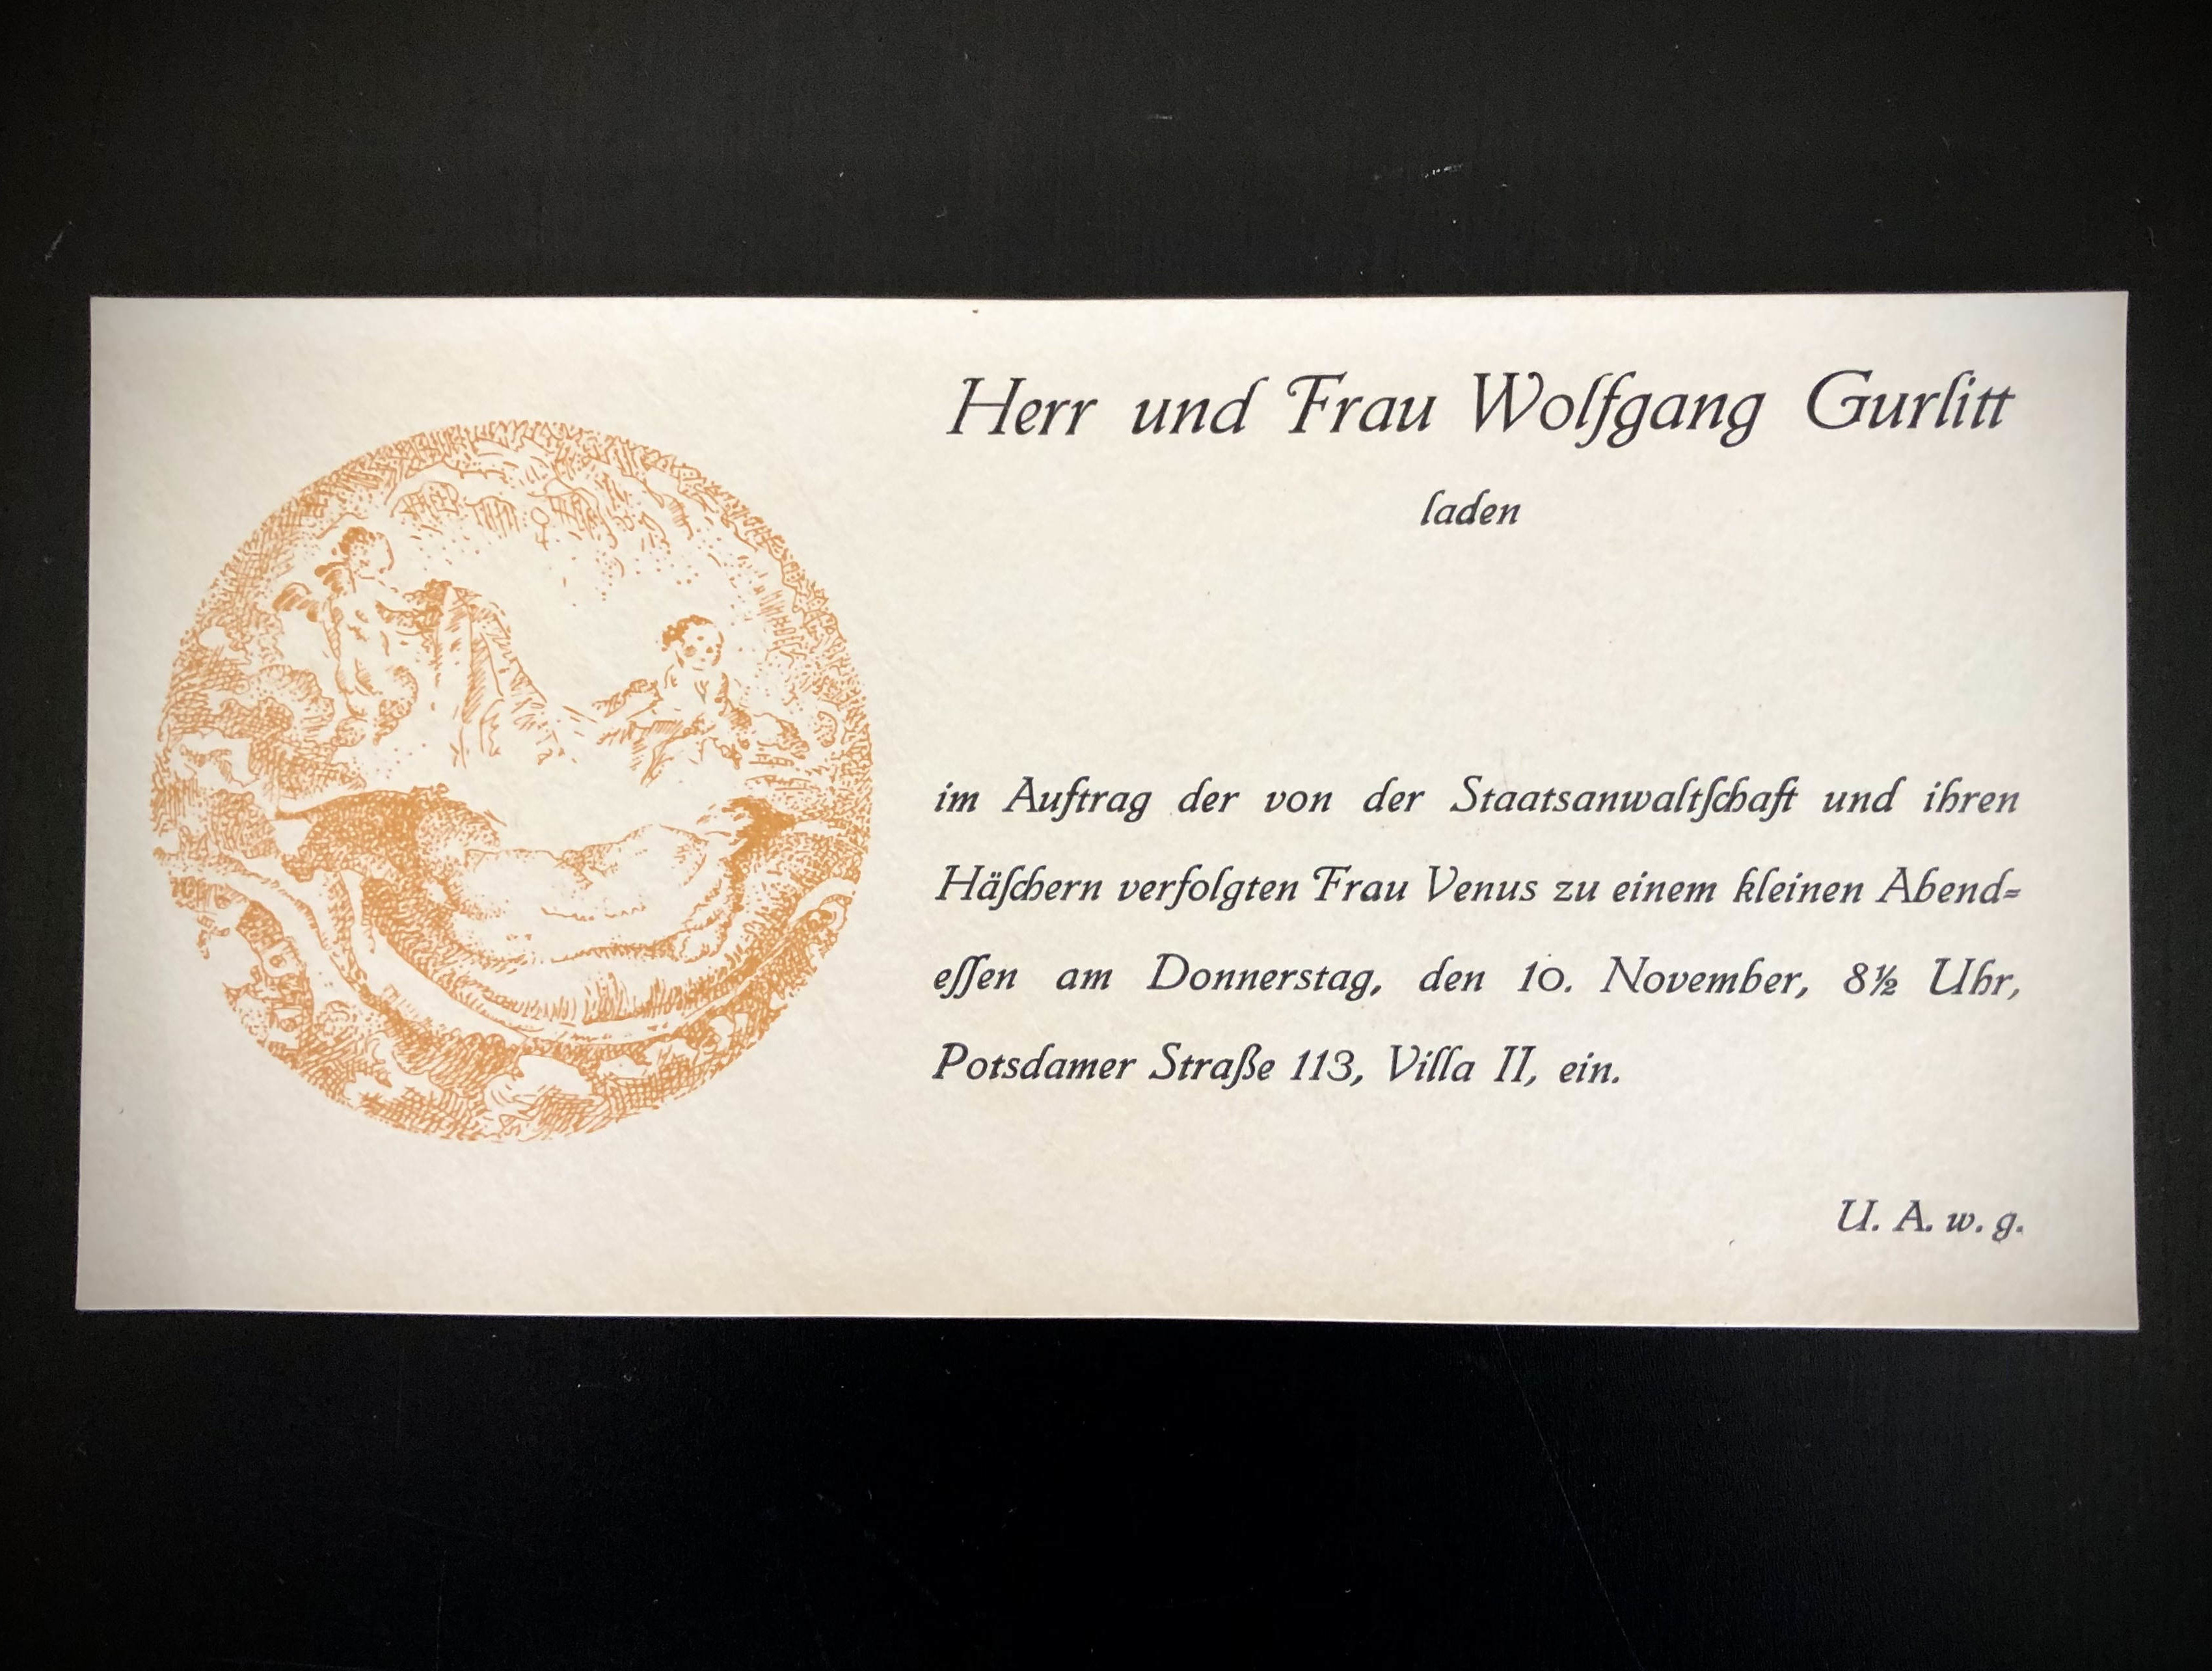 Herr und Frau Wolfgang Gurlitt
laden
im Auftrag der von der Staatsanwaltſchaft und ihren
Häſchern verfolgten Frau Venus zu einem kleinen Abend-
eſſen am Donnerstag, den 10. November, 8½ Uhr,
Potsdamer Straße 113, Villa II, ein.
U. A. w. g.